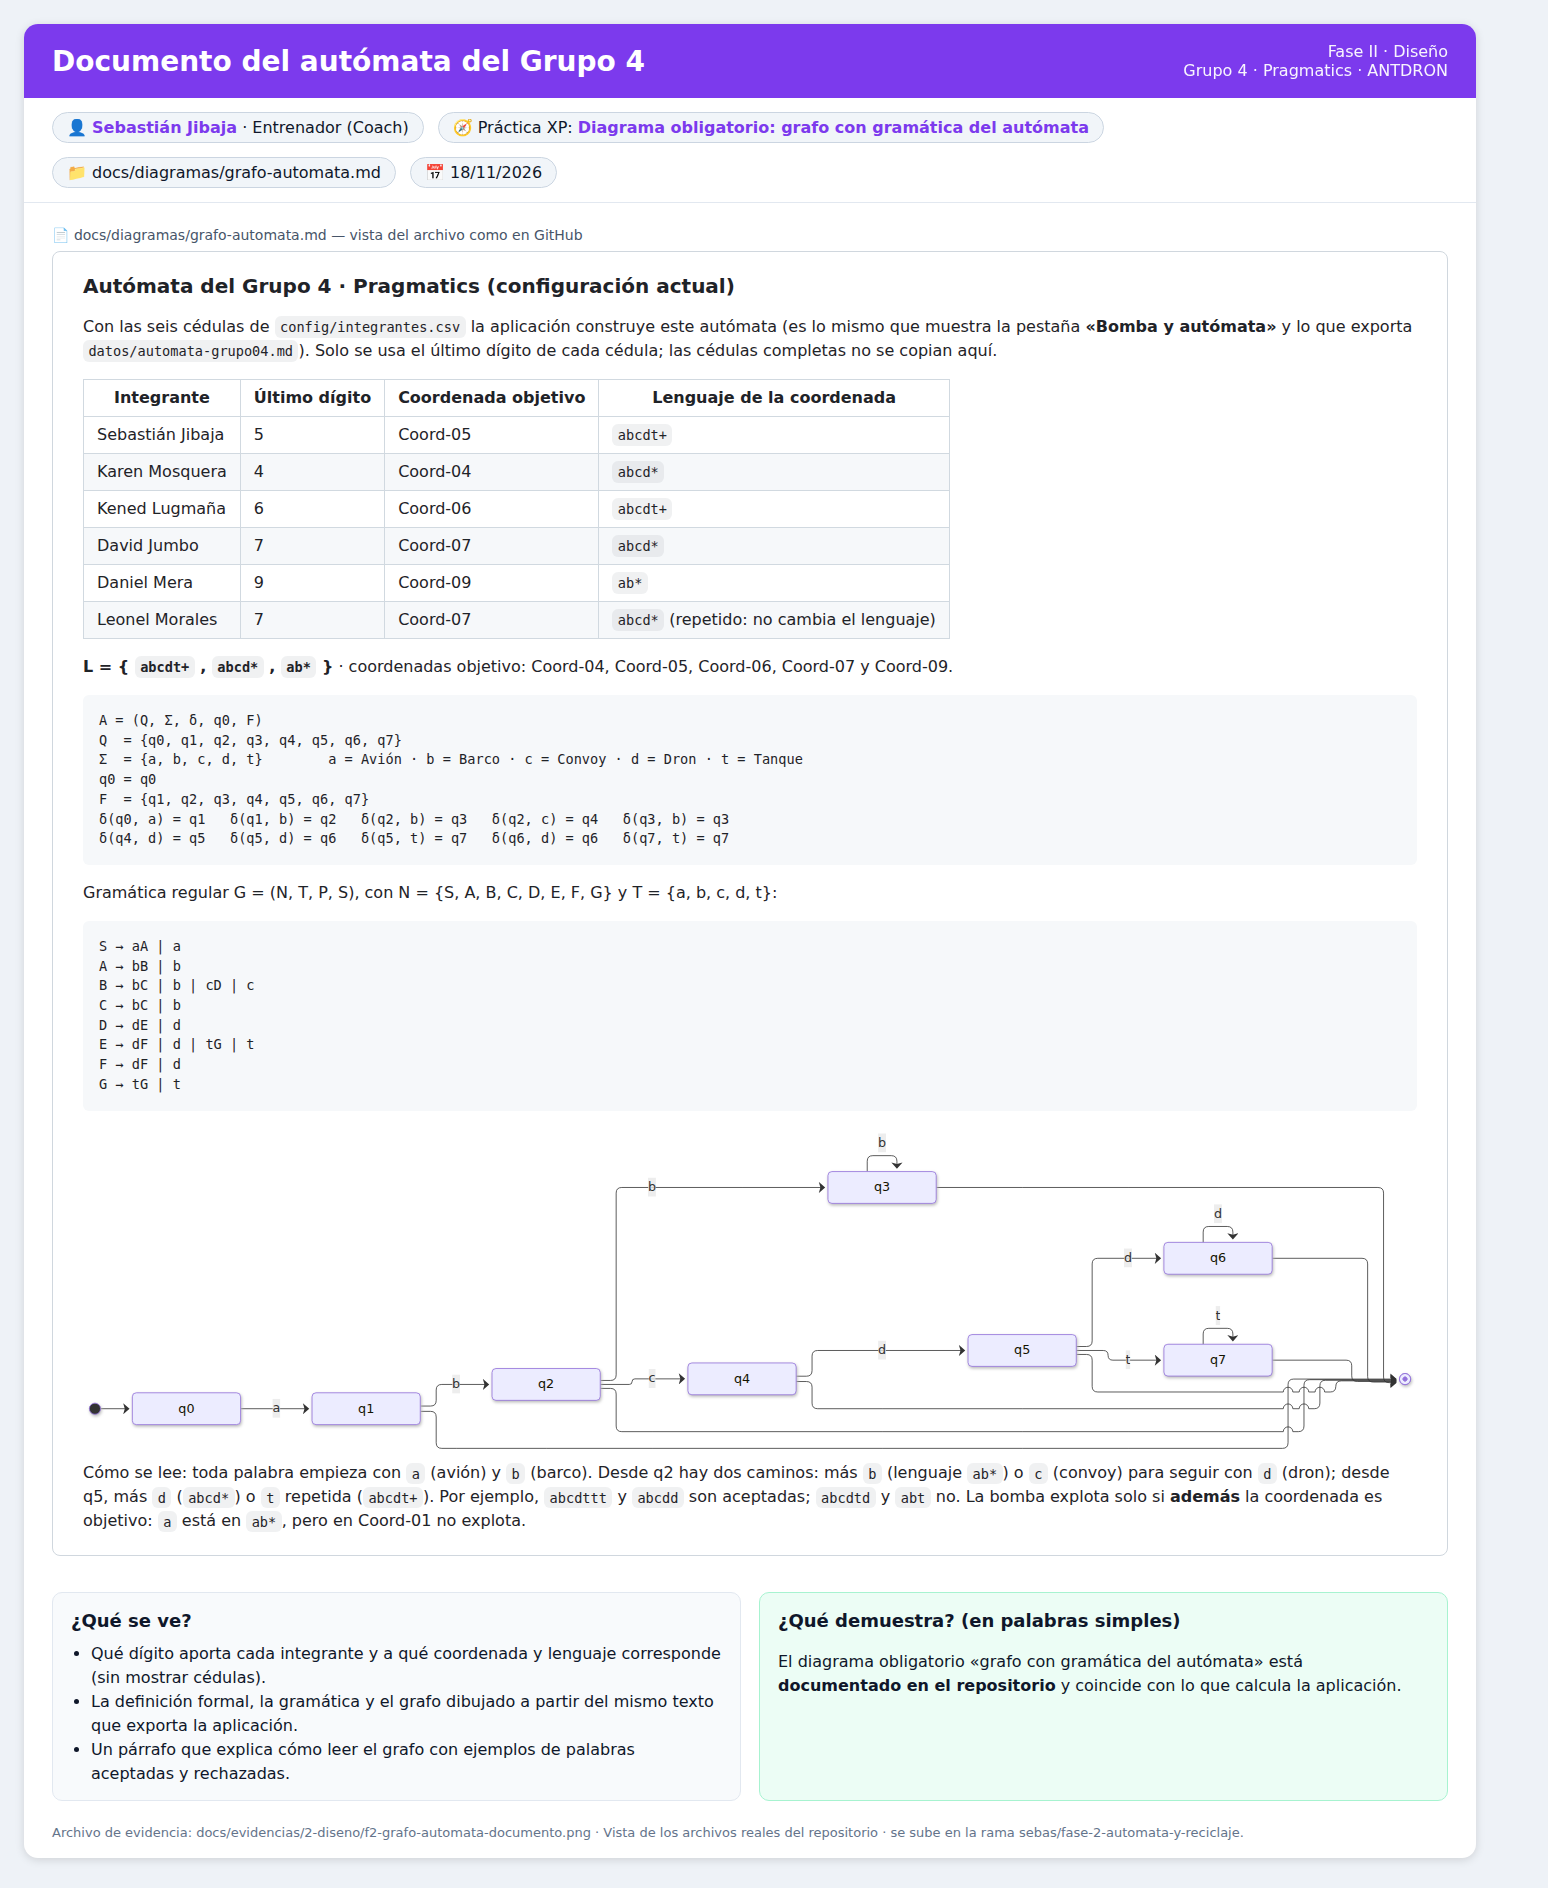 Documento del autómata del Grupo 4
Fase II · Diseño
Grupo 4 · Pragmatics · ANTDRON
👤 Sebastián Jibaja · Entrenador (Coach)
🧭 Práctica XP: Diagrama obligatorio: grafo con gramática del autómata
📁 docs/diagramas/grafo-automata.md
📅 18/11/2026
📄 docs/diagramas/grafo-automata.md — vista del archivo como en GitHub
Autómata del Grupo 4 · Pragmatics (configuración actual)
Con las seis cédulas de config/integrantes.csv la aplicación construye este autómata (es lo mismo que muestra la pestaña «Bomba y autómata» y lo que exporta
datos/automata-grupo04.md). Solo se usa el último dígito de cada cédula; las cédulas completas no se copian aquí.
Integrante Último dígito Coordenada objetivo Lenguaje de la coordenada
Sebastián Jibaja 5 Coord-05 abcdt+
Karen Mosquera 4 Coord-04 abcd*
Kened Lugmaña 6 Coord-06 abcdt+
David Jumbo 7 Coord-07 abcd*
Daniel Mera 9 Coord-09 ab*
Leonel Morales 7 Coord-07 abcd* (repetido: no cambia el lenguaje)
L = { abcdt+ , abcd* , ab* } · coordenadas objetivo: Coord-04, Coord-05, Coord-06, Coord-07 y Coord-09.
A = (Q, Σ, δ, q0, F)
Q  = {q0, q1, q2, q3, q4, q5, q6, q7}
Σ  = {a, b, c, d, t}        a = Avión · b = Barco · c = Convoy · d = Dron · t = Tanque
q0 = q0
F  = {q1, q2, q3, q4, q5, q6, q7}
δ(q0, a) = q1   δ(q1, b) = q2   δ(q2, b) = q3   δ(q2, c) = q4   δ(q3, b) = q3
δ(q4, d) = q5   δ(q5, d) = q6   δ(q5, t) = q7   δ(q6, d) = q6   δ(q7, t) = q7
Gramática regular G = (N, T, P, S), con N = {S, A, B, C, D, E, F, G} y T = {a, b, c, d, t}:
S → aA | a
A → bB | b
B → bC | b | cD | c
C → bC | b
D → dE | d
E → dF | d | tG | t
F → dF | d
G → tG | t
b
b
q3
d
d
q6
t
d
q5
t
q7
b
q2
c
q4
q0
a
q1
Cómo se lee: toda palabra empieza con a (avión) y b (barco). Desde q2 hay dos caminos: más b (lenguaje ab* ) o c (convoy) para seguir con d (dron); desde
q5, más d ( abcd* ) o t repetida ( abcdt+ ). Por ejemplo, abcdttt y abcdd son aceptadas; abcdtd y abt no. La bomba explota solo si además la coordenada es
objetivo: a está en ab* , pero en Coord-01 no explota.
¿Qué se ve?
• Qué dígito aporta cada integrante y a qué coordenada y lenguaje corresponde
(sin mostrar cédulas).
• La definición formal, la gramática y el grafo dibujado a partir del mismo texto
que exporta la aplicación.
• Un párrafo que explica cómo leer el grafo con ejemplos de palabras
aceptadas y rechazadas.
¿Qué demuestra? (en palabras simples)
El diagrama obligatorio «grafo con gramática del autómata» está
documentado en el repositorio y coincide con lo que calcula la aplicación.
Archivo de evidencia: docs/evidencias/2-diseno/f2-grafo-automata-documento.png · Vista de los archivos reales del repositorio · se sube en la rama sebas/fase-2-automata-y-reciclaje.